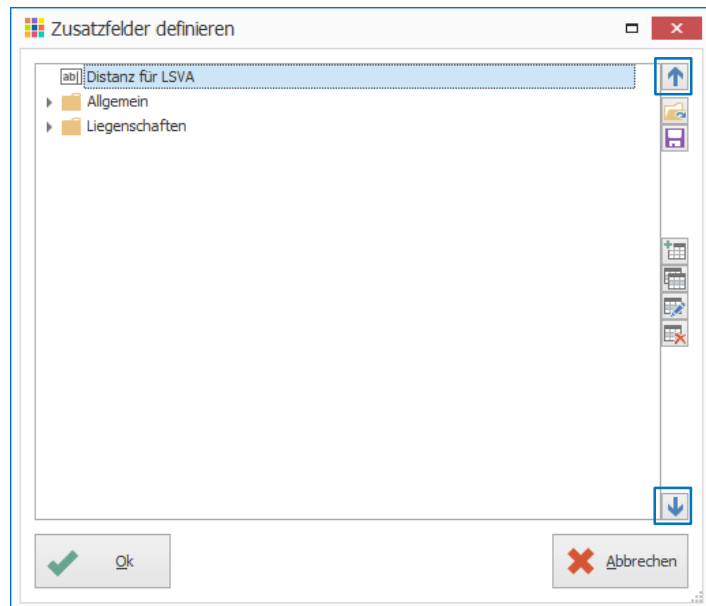 Zusatzfelder definieren
ab Distanz für LSVA
Allgemein
Liegenschaften
Ok
Abbrechen